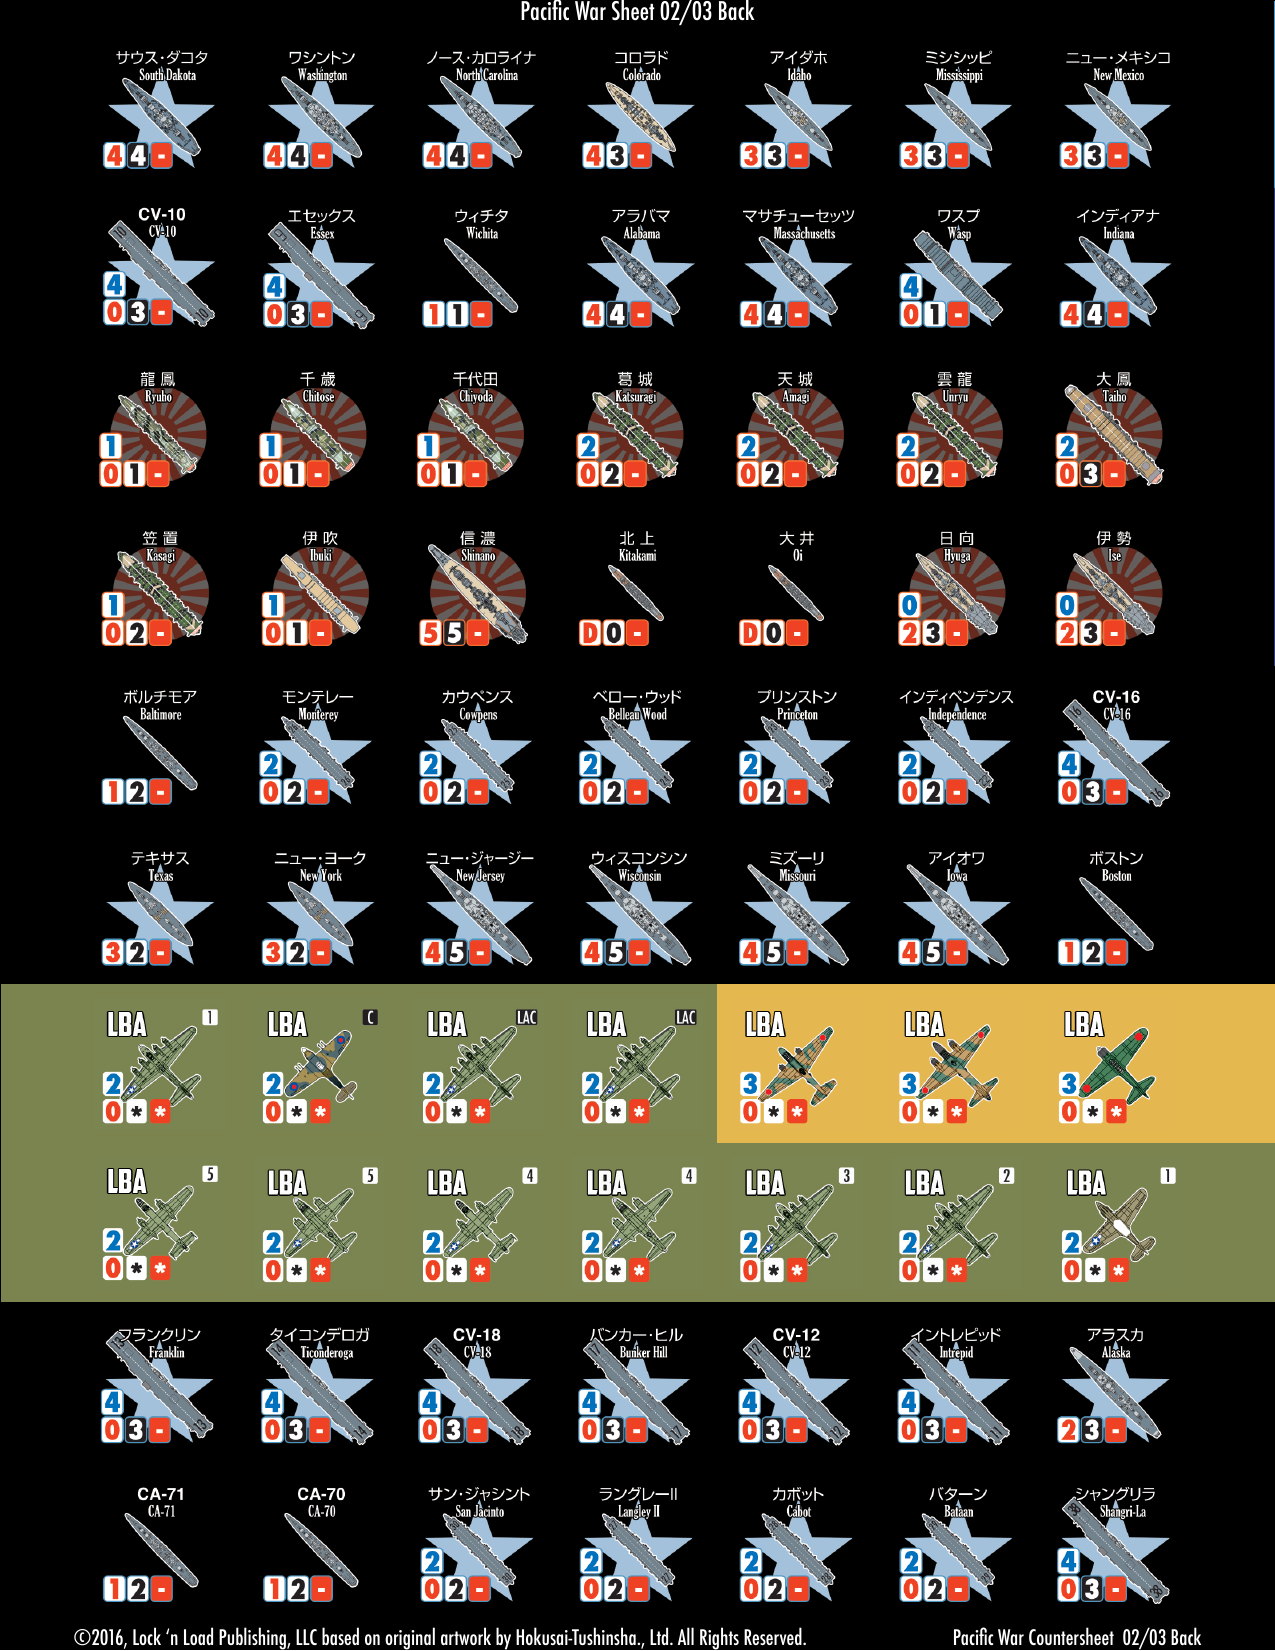 Pacific War Sheet 02/03 Back
サウス・ダコタ ワシントン ノース・カロライナ コロラド アイダホ ミシシッピ ニュー・メキシコ
South Dakota Washington North Carolina Colorado Idaho Mississippi New Mexico
4 4 - 4 4 - 4 4 - 4 3 - 3 3 - 3 3 - 3 3 -
CV-10 エセックス ウィチタ アラバマ マサチューセッツ ワスプ インディアナ
CV-10 Essex Wichita Alabama Massachusetts Wasp Indiana
4 4 4
0 3 - 0 3 - 1 1 - 4 4 - 4 4 - 0 1 - 4 4 -
龍鳳 千歳 千代田 葛城 天城 雲龍 大鳳
Ryuho Chitose Chiyoda Katsuragi Amagi Unryu Taiho
1 1 1 2 2 2 2
0 1 - 0 1 - 0 1 - 0 2 - 0 2 - 0 2 - 0 3 -
笠置 伊吹 信濃 北上 大井 日向 伊勢
Kasagi Ibuki Shinano Kitakami Oi Hyuga Ise
1 1 0 0
0 2 - 0 1 - 5 5 - D 0 - D 0 - 2 3 - 2 3 -
ボルチモア モンテレー カウペンス ベロー・ウッド プリンストン インディペンデンス CV-16
Baltimore Monterey Cowpens Belleau Wood Princeton Independence CV-16
2 2 2 2 2 4
1 2 - 0 2 - 0 2 - 0 2 - 0 2 - 0 2 - 0 3 -
テキサス ニュー・ヨーク ニュー・ジャージー ウィスコンシン ミズーリ アイオワ ボストン
Texas New York New Jersey Wisconsin Missouri Iowa Boston
3 2 - 3 2 - 4 5 - 4 5 - 4 5 - 4 5 - 1 2 -
LBA 1 LBA C LBA LAC LBA LAC LBA LBA LBA
2 2 2 2 3 3 3
0 * * 0 * * 0 * * 0 * * 0 * * 0 * * 0 * *
LBA 5 LBA 5 LBA 4 LBA 4 LBA 3 LBA 2 LBA 1
2 2 2 2 2 2 2
0 * * 0 * * 0 * * 0 * * 0 * * 0 * * 0 * *
フランクリン タイコンデロガ CV-18 バンカー・ヒル CV-12 イントレピッド アラスカ
Franklin Ticonderoga CV-18 Bunker Hill CV-12 Intrepid Alaska
4 4 4 4 4 4
0 3 - 0 3 - 0 3 - 0 3 - 0 3 - 0 3 - 2 3 -
CA-71 CA-70 サン・ジャシント ラングレーII カボット バターン シャングリラ
CA-71 CA-70 San Jacinto Langley II Cabot Bataan Shangri-La
2 2 2 2 4
1 2 - 1 2 - 0 2 - 0 2 - 0 2 - 0 2 - 0 3 -
©2016, Lock 'n Load Publishing, LLC based on original artwork by Hokusai-Tushinsha., Ltd. All Rights Reserved. Pacific War Countersheet 02/03 Back